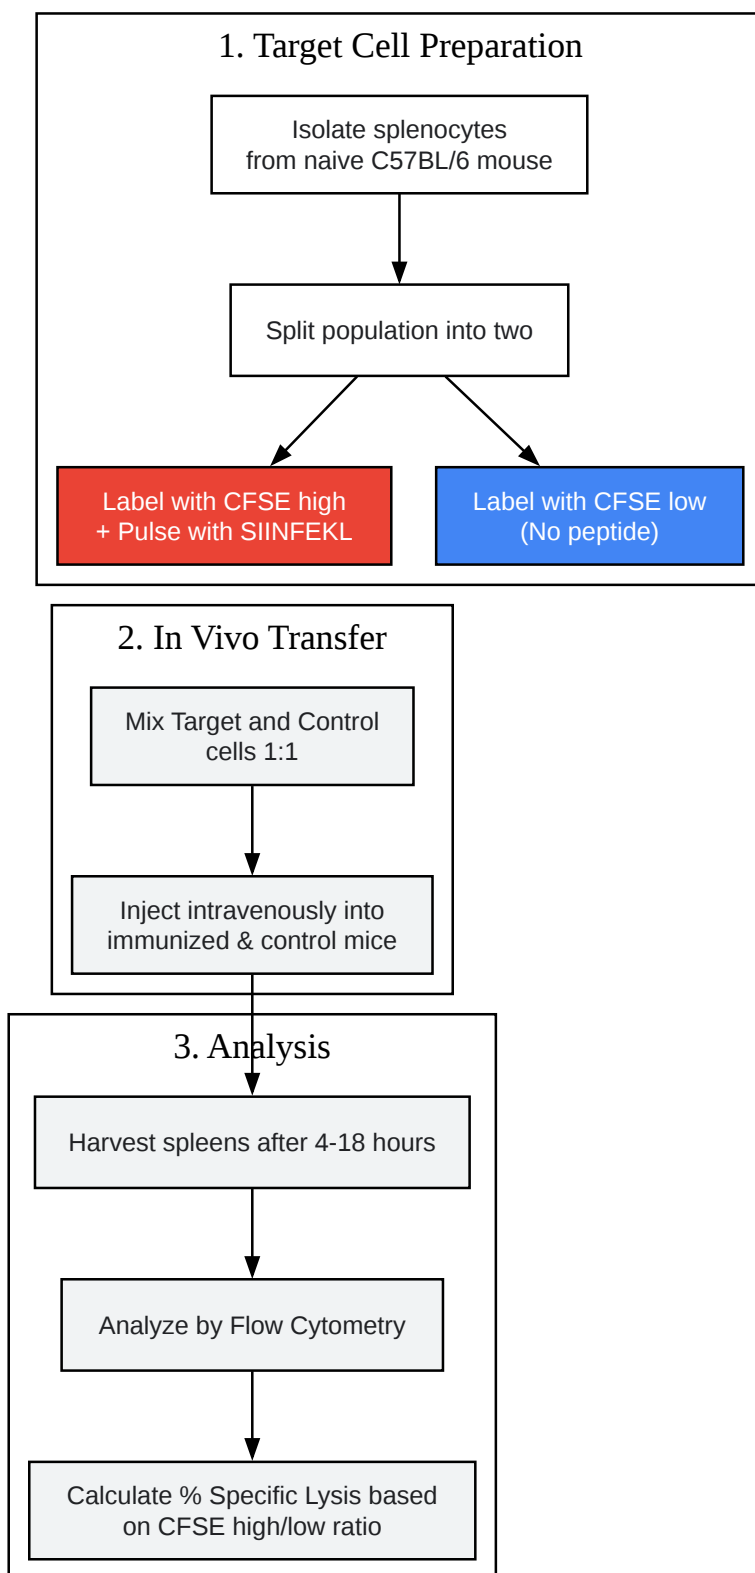 1. Target Cell Preparation
Isolate splenocytes
from naive C57BL/6 mouse
Split population into two
Label with CFSE high
+ Pulse with SIINFEKL
Label with CFSE low
(No peptide)
2. In Vivo Transfer
Mix Target and Control
cells 1:1
Inject intravenously into
immunized & control mice
3. Analysis
Harvest spleens after 4-18 hours
Analyze by Flow Cytometry
Calculate % Specific Lysis based
on CFSE high/low ratio